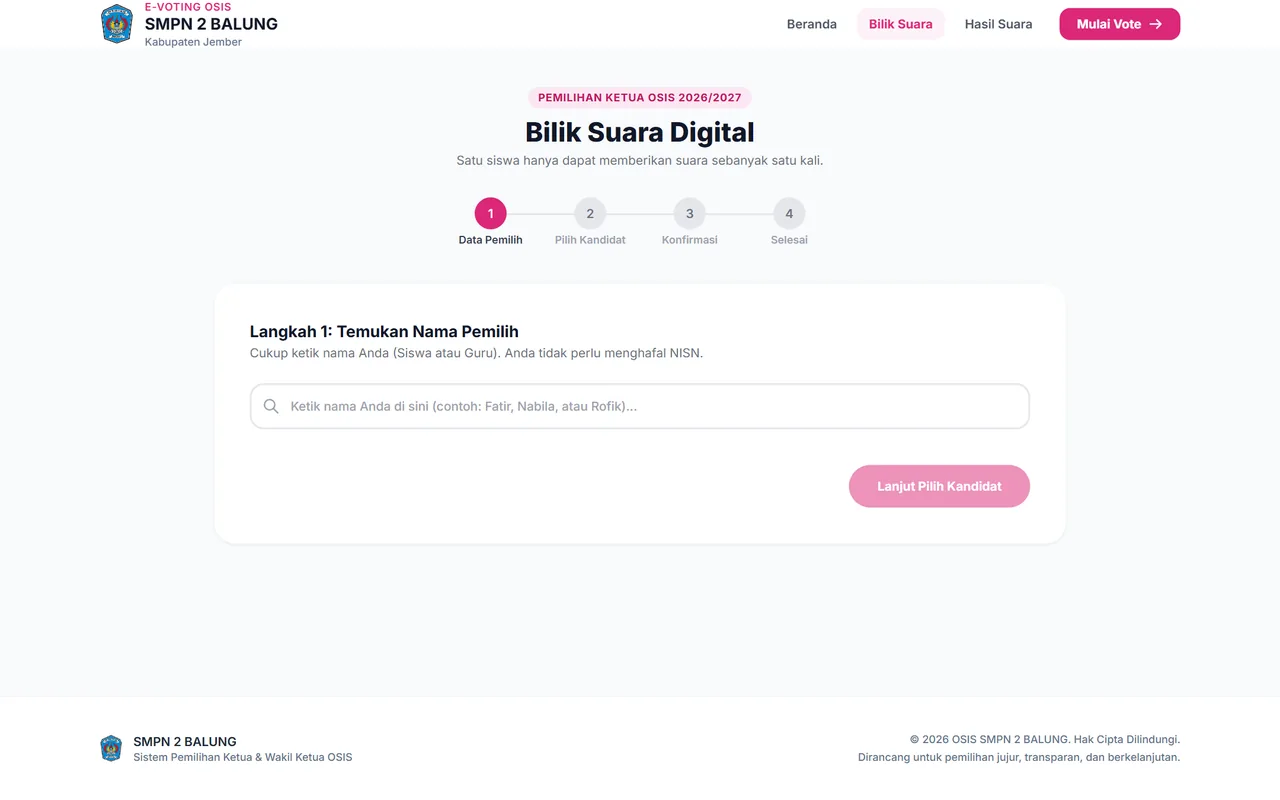 E-VOTING OSIS
SMPN 2 BALUNG
Kabupaten Jember
Beranda
Bilik Suara
Hasil Suara
Mulai Vote →
PEMILIHAN KETUA OSIS 2026/2027
Bilik Suara Digital
Satu siswa hanya dapat memberikan suara sebanyak satu kali.
1
2
3
4
Data Pemilih
Pilih Kandidat
Konfirmasi
Selesai
Langkah 1: Temukan Nama Pemilih
Cukup ketik nama Anda (Siswa atau Guru). Anda tidak perlu menghafal NISN.
Ketik nama Anda di sini (contoh: Fatir, Nabila, atau Rofik)...
Lanjut Pilih Kandidat
SMPN 2 BALUNG
Sistem Pemilihan Ketua & Wakil Ketua OSIS
© 2026 OSIS SMPN 2 BALUNG. Hak Cipta Dilindungi.
Dirancang untuk pemilihan jujur, transparan, dan berkelanjutan.